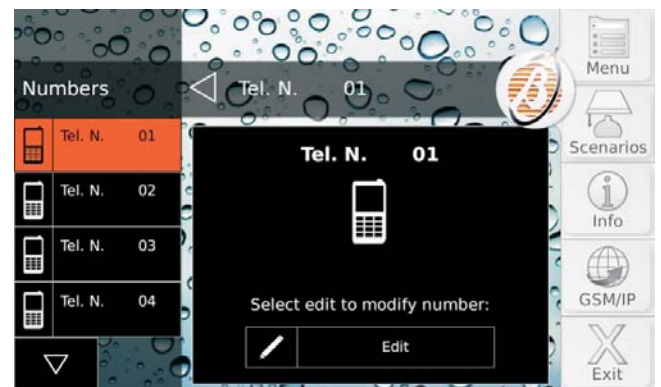 Numbers
Tel. N. 01
Tel. N. 02
Tel. N. 03
Tel. N. 04
Tel. N. 01
Tel. N. 01
Select edit to modify number:
Edit
Menu
Scenarios
Info
GSM/IP
Exit